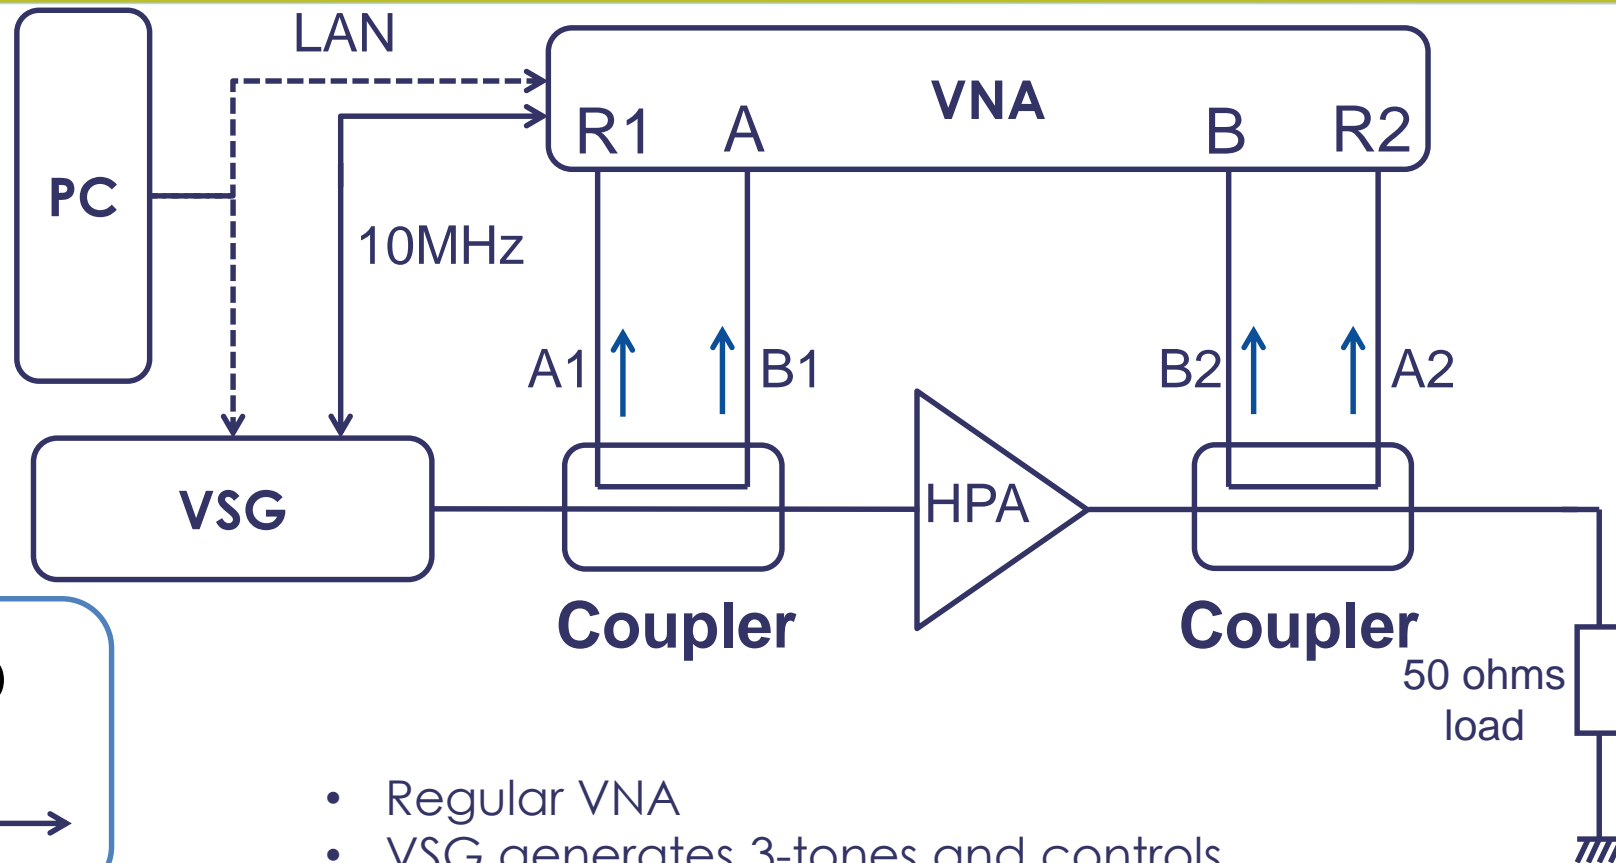 LAN
VNA
R1
A
B
R2
PC
10MHz
A1
B1
B2
A2
VSG
HPA
Coupler
Coupler
50 ohms
load
)
• Regular VNA
• VSG generates 3-tones and controls